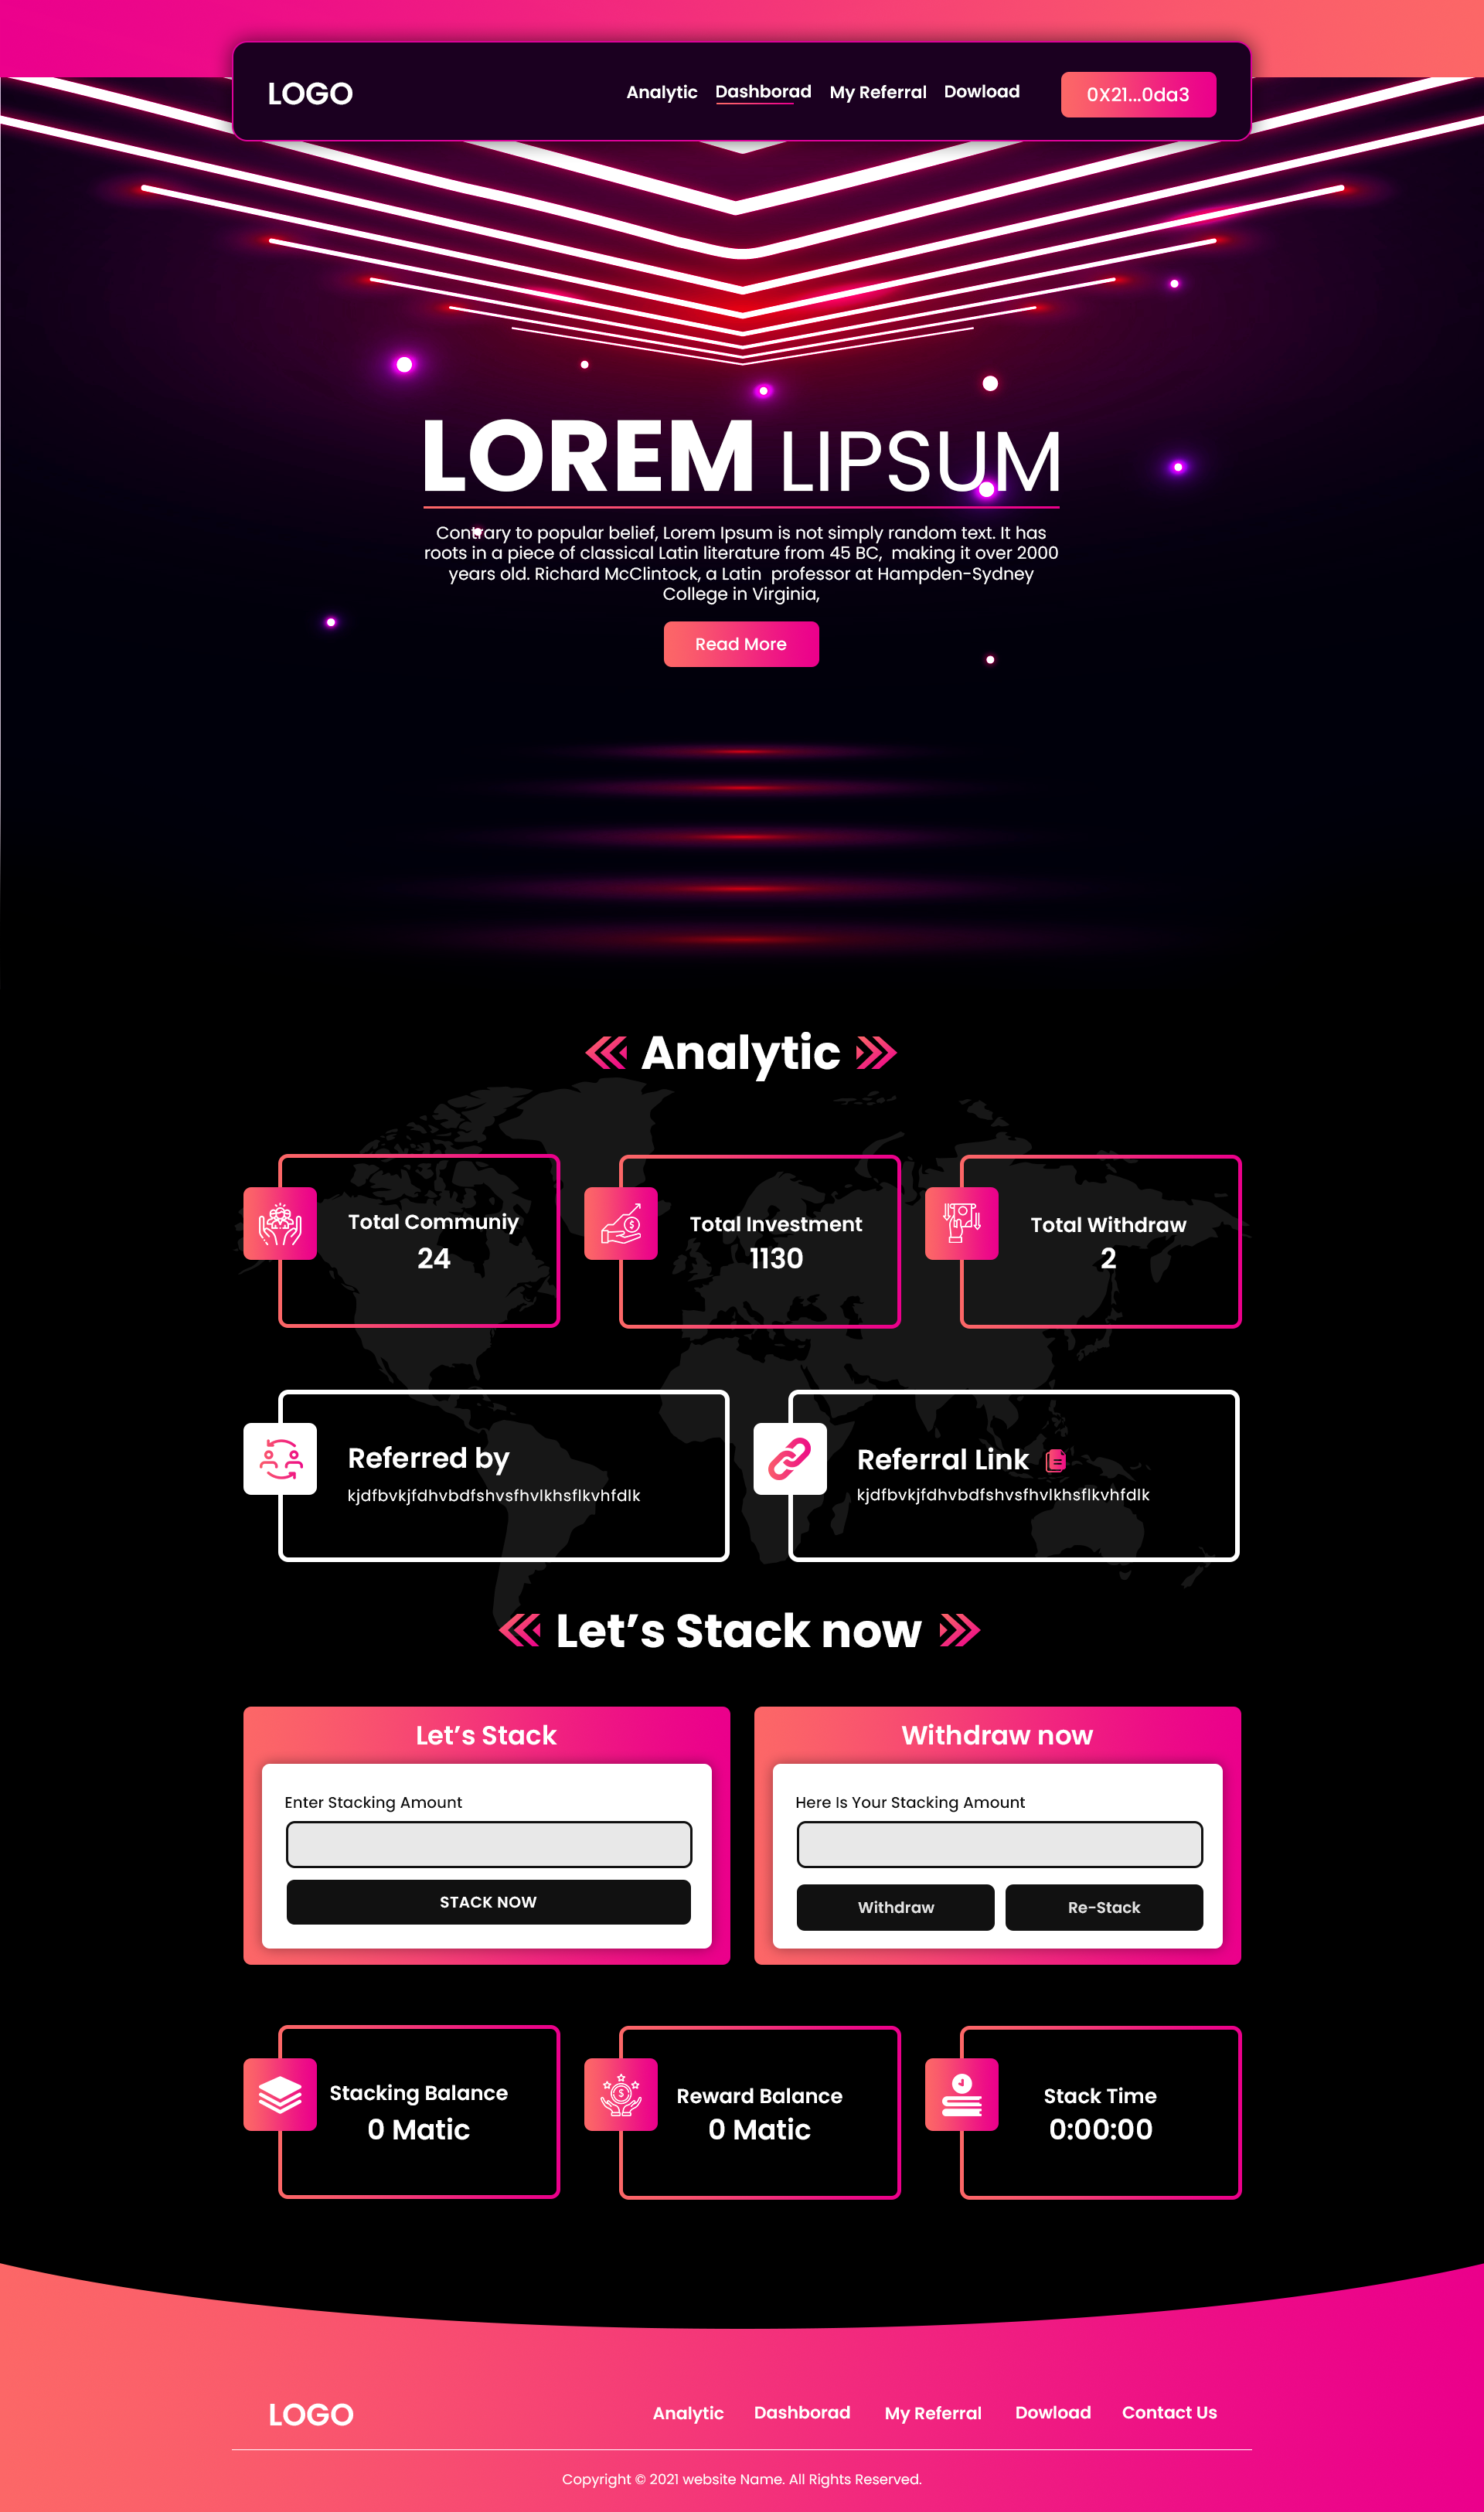 LOGO
Analytic Dashborad My Referral Dowload 0X21...0da3
LOREM LIPSUM
Contrary to popular belief, Lorem Ipsum is not simply random text. It has
roots in a piece of classical Latin literature from 45 BC, making it over 2000
years old. Richard McClintock, a Latin professor at Hampden-Sydney
College in Virginia,
Read More
Analytic
Total Communiy
24
Total Investment
1130
Total Withdraw
2
Referred by
kjdfbvkjfdhvbdfshvsfhvlkhsflkvhfdlk
Referral Link
kjdfbvkjfdhvbdfshvsfhvlkhsflkvhfdlk
Let’s Stack now
Let’s Stack
Enter Stacking Amount
STACK NOW
Withdraw now
Here Is Your Stacking Amount
Withdraw Re-Stack
Stacking Balance
0 Matic
Reward Balance
0 Matic
Stack Time
0:00:00
LOGO
Analytic Dashborad My Referral Dowload Contact Us
Copyright © 2021 website Name. All Rights Reserved.